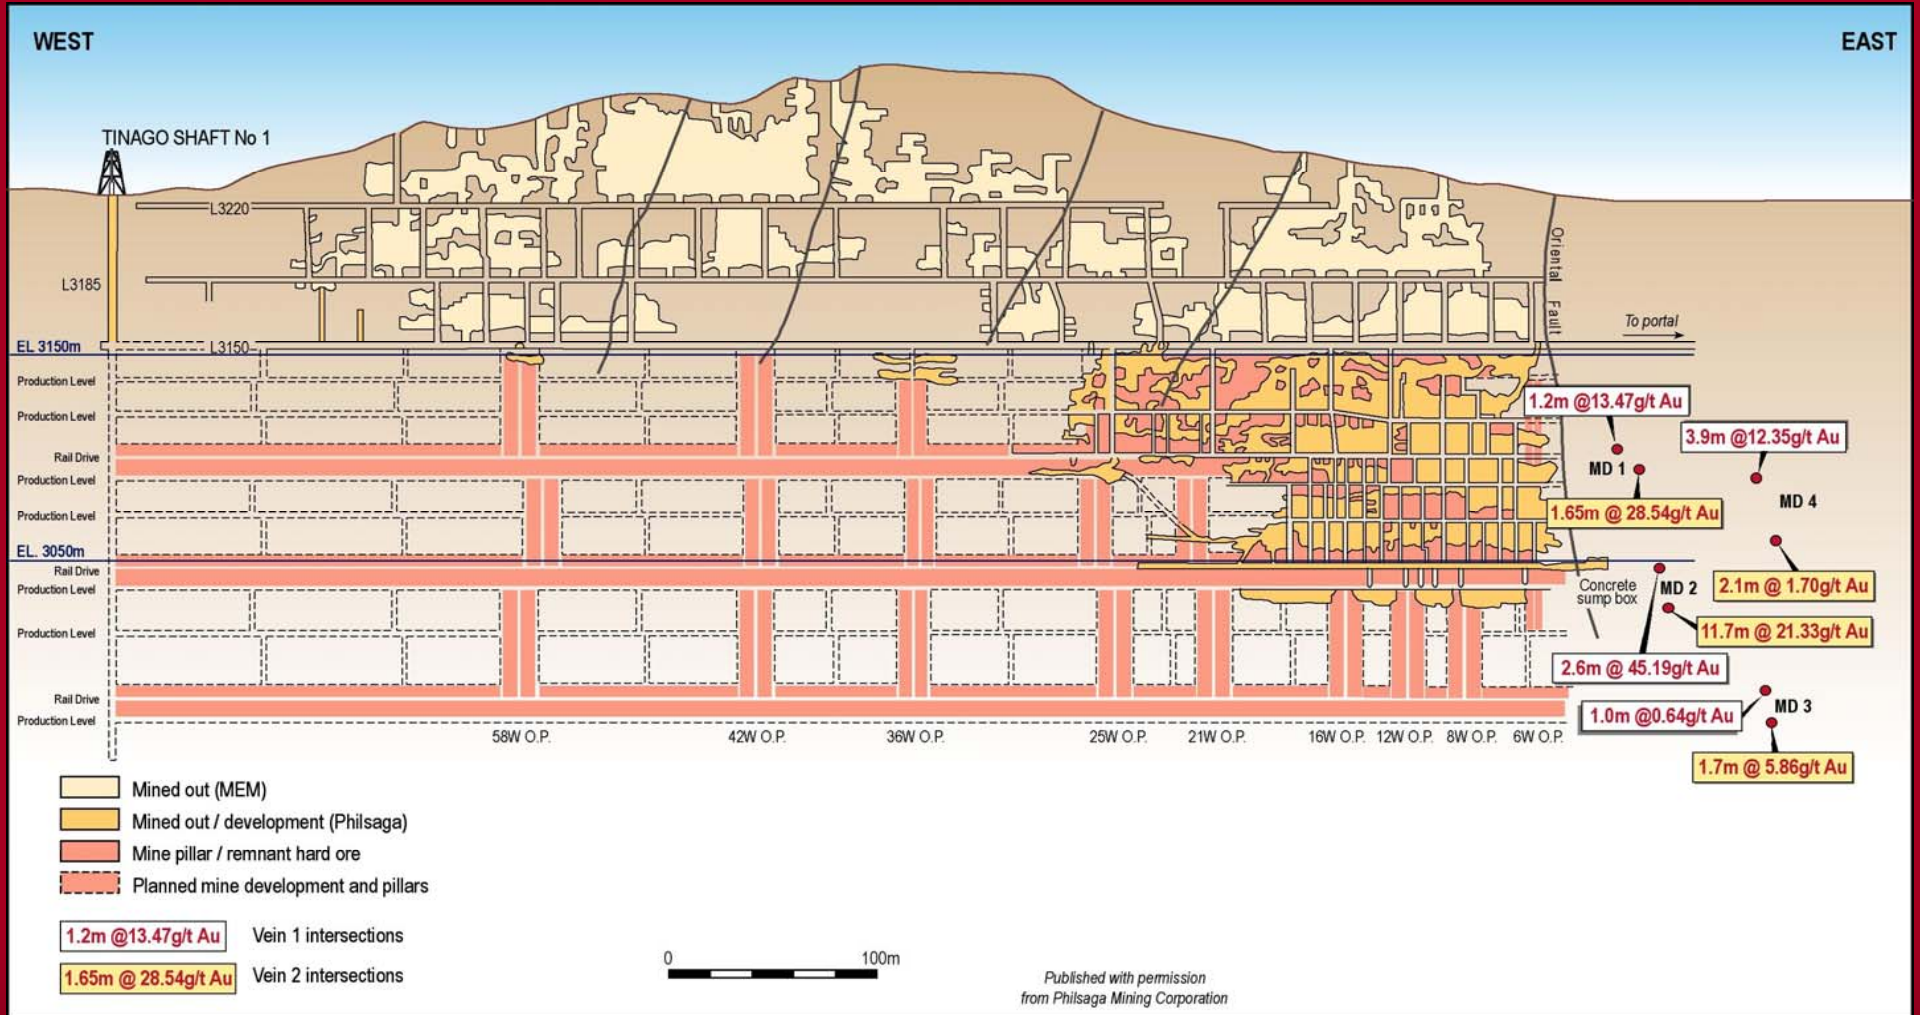 WEST
EAST
TINAGO SHAFT No 1
L3220
L3185
Oriental Fault
To portal
EL 3150m
L3150
Production Level
Production Level
Rail Drive
Production Level
Production Level
EL. 3050m
Rail Drive
Production Level
Production Level
Rail Drive
Production Level
1.2m @13.47g/t Au
3.9m @12.35g/t Au
MD 1
MD 4
1.65m @ 28.54g/t Au
Concrete
sump box
MD 2
2.1m @ 1.70g/t Au
11.7m @ 21.33g/t Au
2.6m @ 45.19g/t Au
1.0m @0.64g/t Au
MD 3
1.7m @ 5.86g/t Au
58W O.P.
42W O.P.
36W O.P.
25W O.P.
21W O.P.
16W O.P.
12W O.P.
8W O.P.
6W O.P.
Mined out (MEM)
Mined out / development (Philsaga)
Mine pillar / remnant hard ore
Planned mine development and pillars
1.2m @13.47g/t Au
Vein 1 intersections
1.65m @ 28.54g/t Au
Vein 2 intersections
0
100m
Published with permission
from Philsaga Mining Corporation